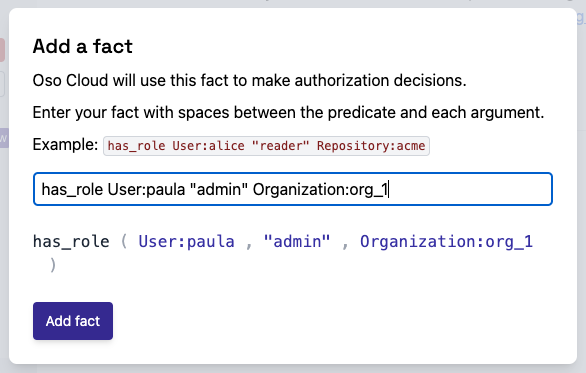 Add a fact
Oso Cloud will use this fact to make authorization decisions.
Enter your fact with spaces between the predicate and each argument.
Example: has_role User:alice "reader" Repository:acme
has_role User:paula "admin" Organization:org_1
has_role ( User:paula , "admin" , Organization:org_1
)
Add fact